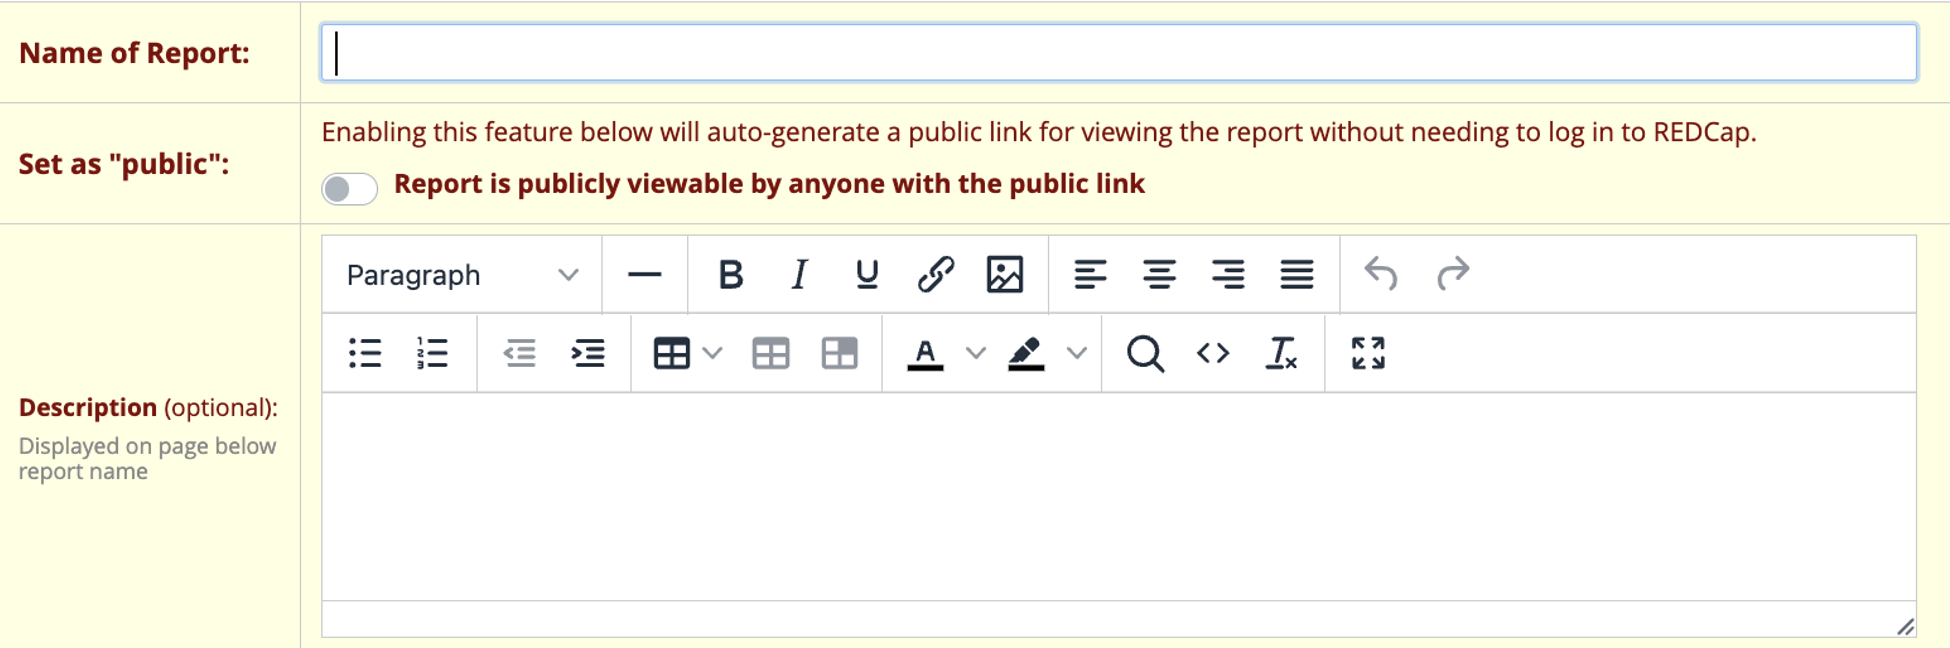 Name of Report:
Set as "public":
Enabling this feature below will auto-generate a public link for viewing the report without needing to log in to REDCap.
Report is publicly viewable by anyone with the public link
Description (optional):
Displayed on page below
report name
Paragraph